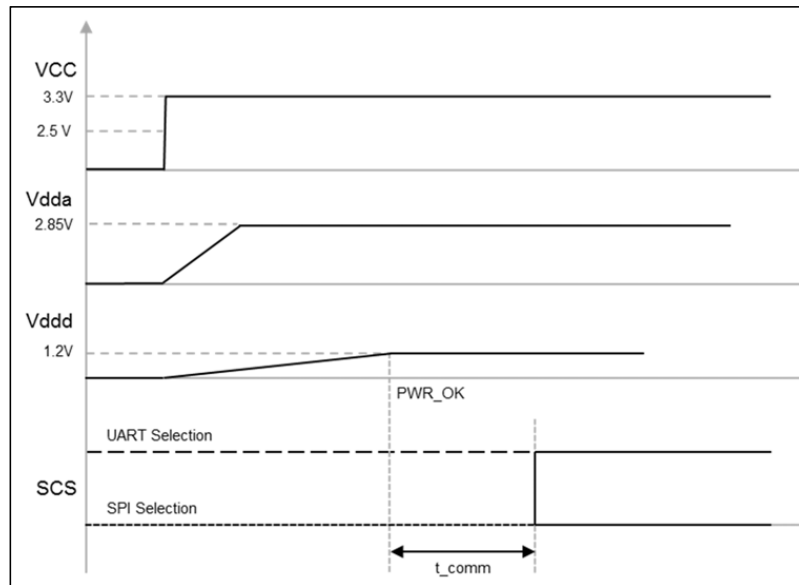 VCC
3.3V
2.5 V
Vdda
2.85V
Vddd
1.2V
PWR_OK
UART Selection
SCS
SPI Selection
t_comm